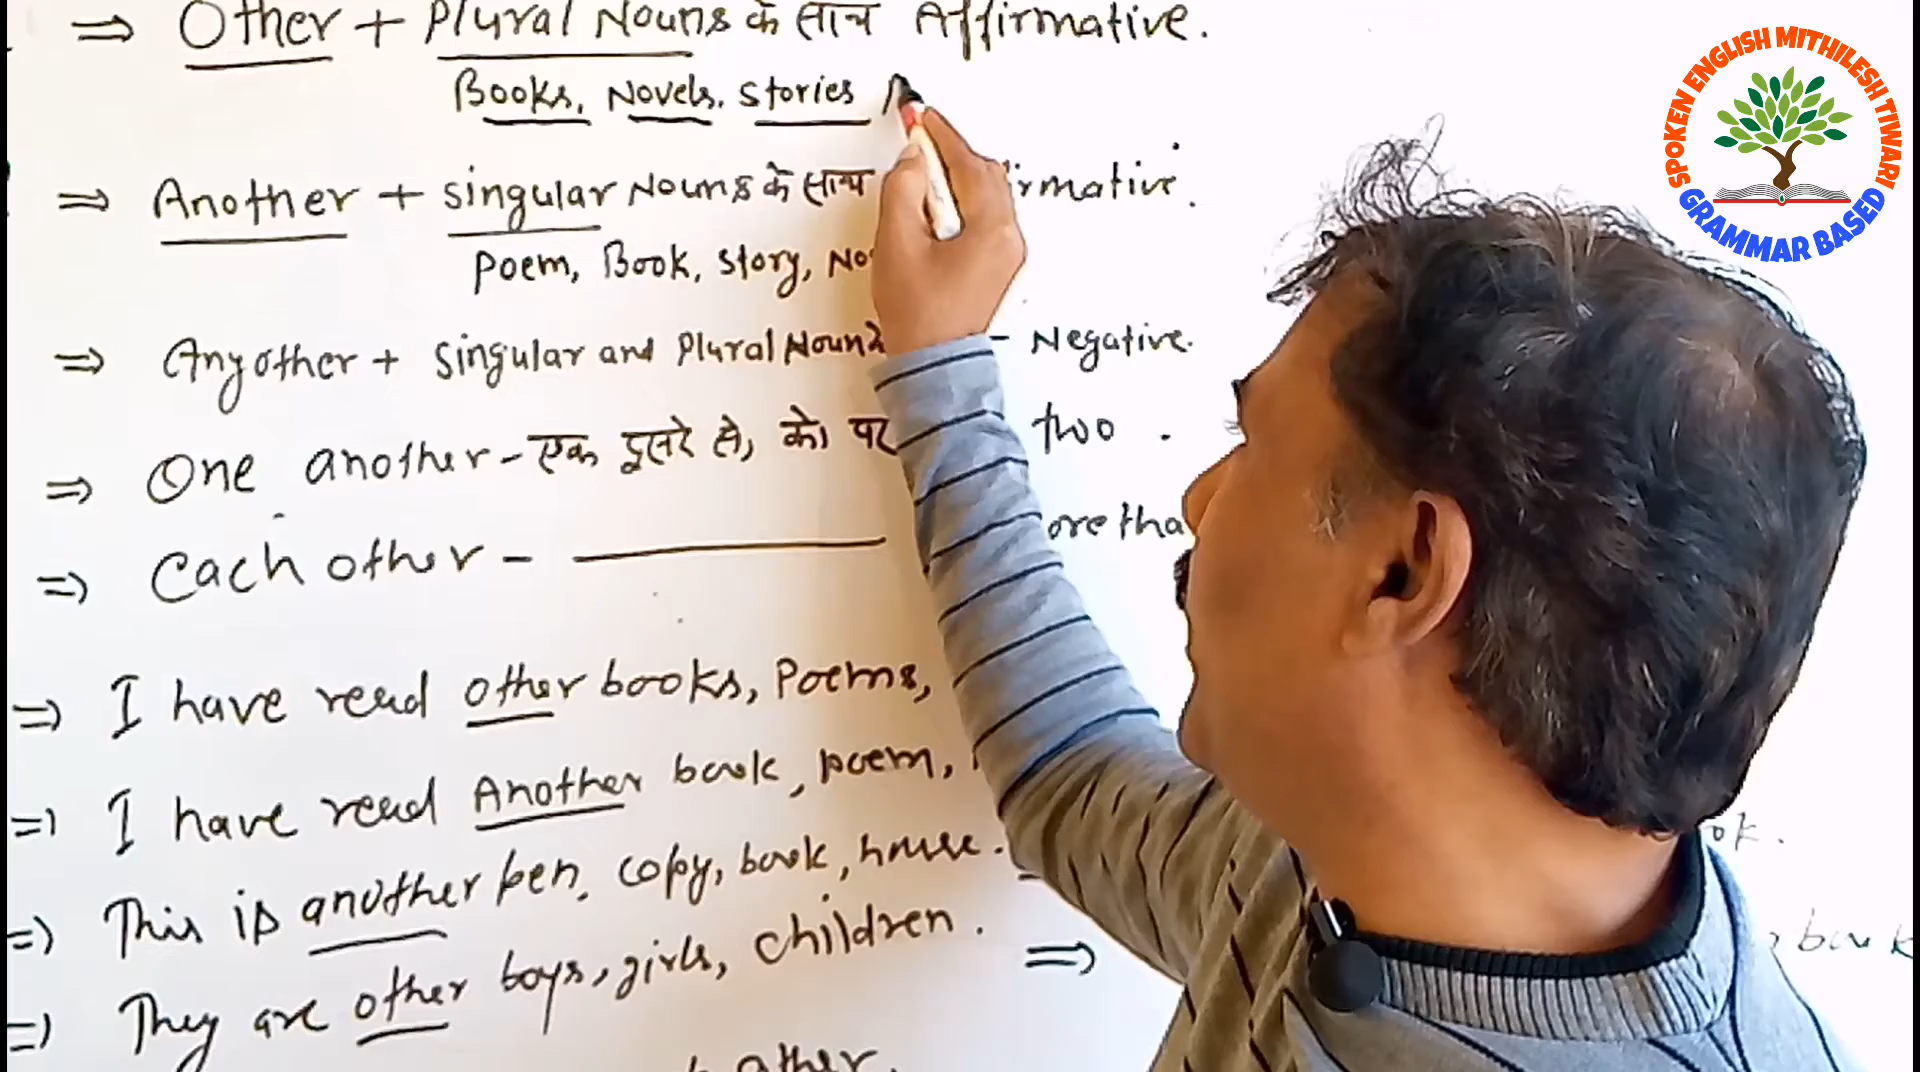 ⇒ Other + Plural Nouns के साथ Affirmative.
Books, Novels, Stories
⇒ Another + Singular Nouns के साथ
Poem, Book, Story,
⇒ Any other + Singular and Plural Nouns - Negative.
⇒ One another - एक दूसरे से, को पर two.
⇒ Each other -
⇒ I have read other books, Poems,
⇒ I have read Another book, poem,
⇒ This is another pen, copy, book, house.
⇒ They are other boys, girls, children.
⇒
book
other.
SPOKEN ENGLISH MITHILESH TIWARI
GRAMMAR BASED